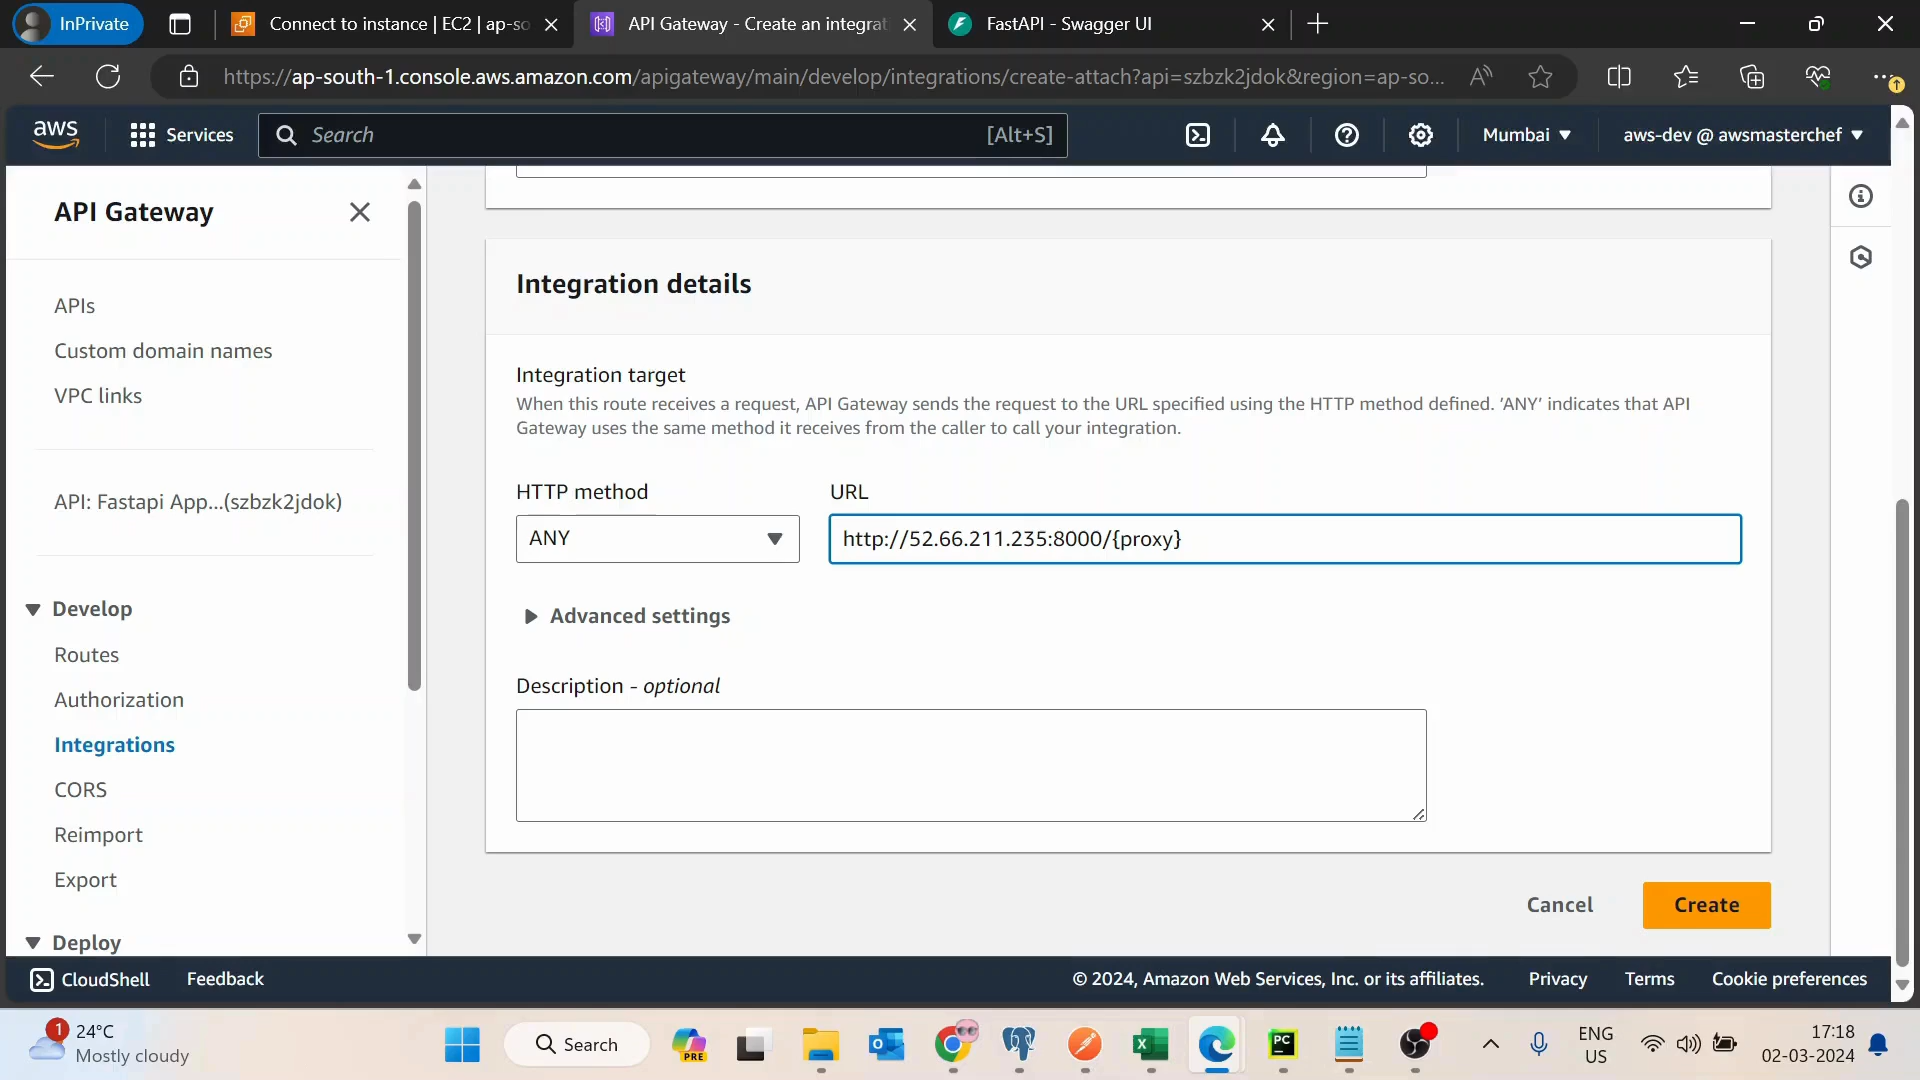 InPrivate
Connect to instance | EC2 | ap-so
API Gateway - Create an integrat
FastAPI - Swagger UI
https://ap-south-1.console.aws.amazon.com/apigateway/main/develop/integrations/create-attach?api=szbzk2jdok&region=ap-so...
aws
Services
Search
[Alt+S]
Mumbai
aws-dev @ awsmasterchef
API Gateway
APIs
Custom domain names
VPC links
API: Fastapi App...(szbzk2jdok)
Develop
Routes
Authorization
Integrations
CORS
Reimport
Export
Deploy
Integration details
Integration target
When this route receives a request, API Gateway sends the request to the URL specified using the HTTP method defined. ‘ANY’ indicates that API
Gateway uses the same method it receives from the caller to call your integration.
HTTP method
URL
ANY
http://52.66.211.235:8000/{proxy}
Advanced settings
Description - optional
Cancel
Create
CloudShell
Feedback
© 2024, Amazon Web Services, Inc. or its affiliates.
Privacy
Terms
Cookie preferences
1
24°C
Mostly cloudy
Search
PRE
PC
ENG
US
17:18
02-03-2024